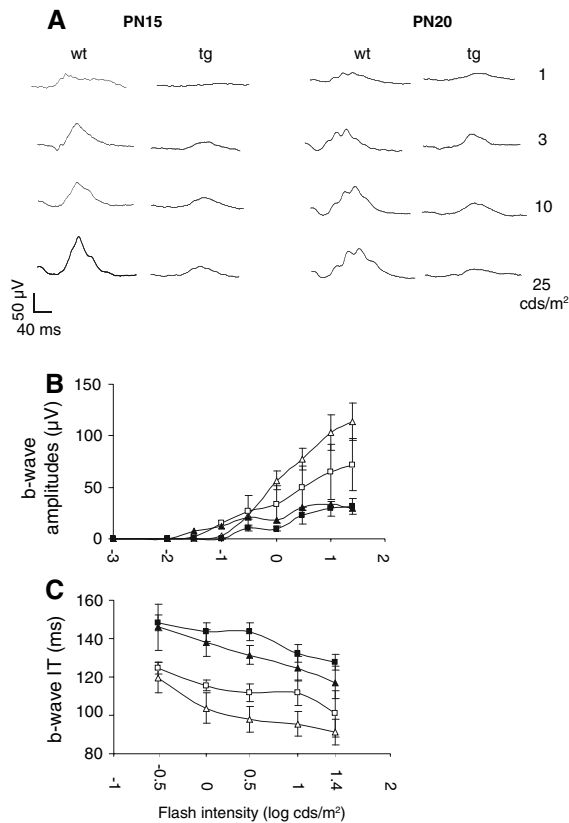 A
PN15 PN20
wt tg wt tg
1
3
10
25
cds/m²
50 µV
40 ms
B
b-wave
amplitudes (µV)
150
100
50
0
-3 -2 -1 0 1 2
C
b-wave IT (ms)
160
140
120
100
80
-1 -0.5 0 0.5 1 1.4 2
Flash intensity (log cds/m²)